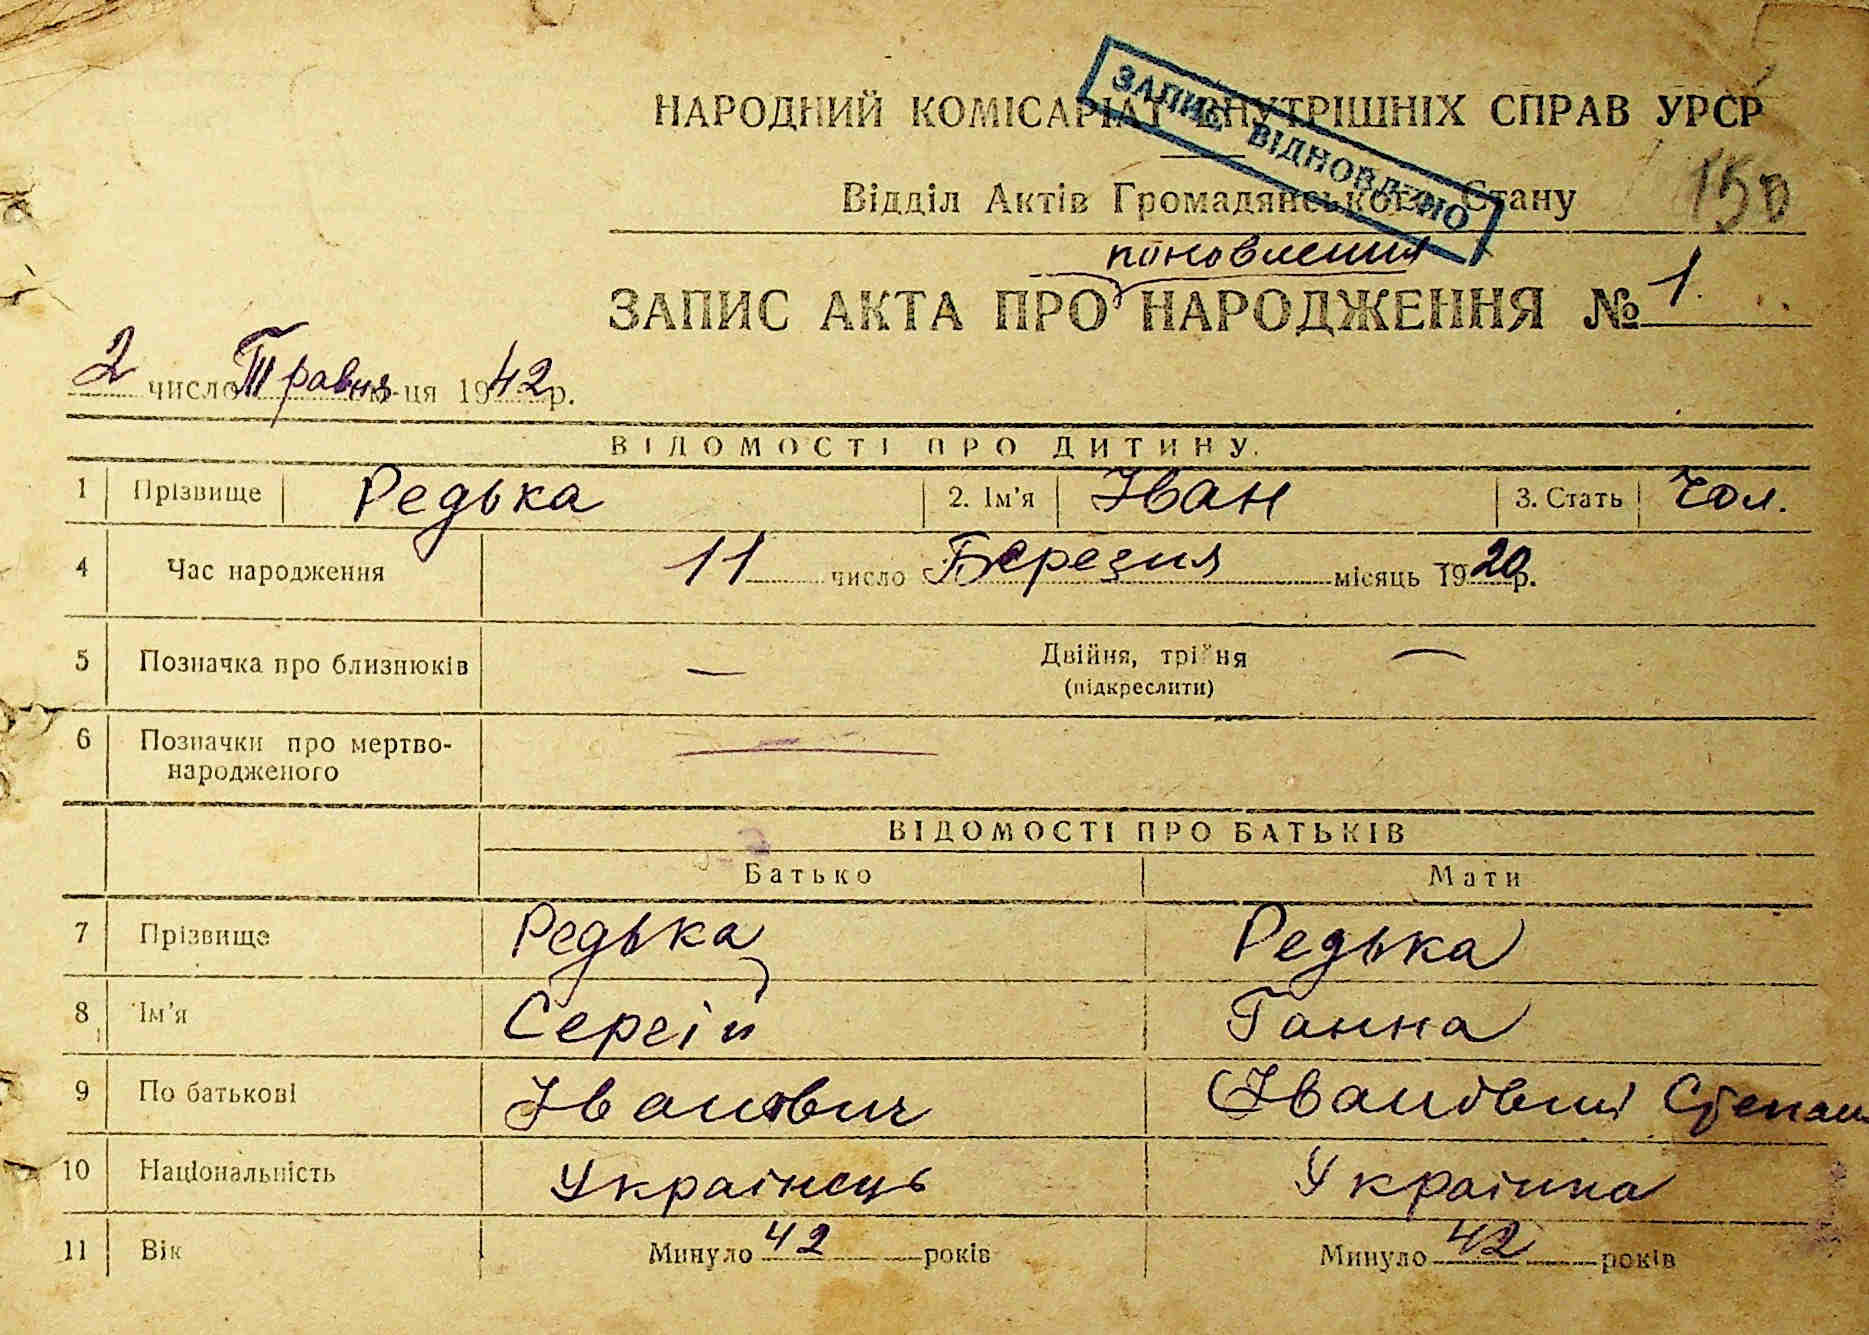 ЗАПИС ВІДНОВЛЕНО
НАРОДНИЙ КОМІСАРІАТ ВНУТРІШНІХ СПРАВ УРСР
Відділ Актів Громадянського Стану
150
поновлення
ЗАПИС АКТА ПРО НАРОДЖЕННЯ № 1.
2 число Травня м-ця 1942 р.
ВІДОМОСТІ ПРО ДИТИНУ.
1 Прізвище Редька 2. Ім'я Іван 3. Стать Чол.
4 Час народження 11 число Березня місяць 1920 р.
5 Позначка про близнюків — Двійня, трійня —
(підкреслити)
6 Позначки про мертво-
народженого —
ВІДОМОСТІ ПРО БАТЬКІВ
Батько Мати
7 Прізвище Редька Редька
8 Ім'я Сергій Ганна
9 По батькові Іванович
10 Національність Українець Українка
11 Вік Минуло 42 років Минуло 42 років